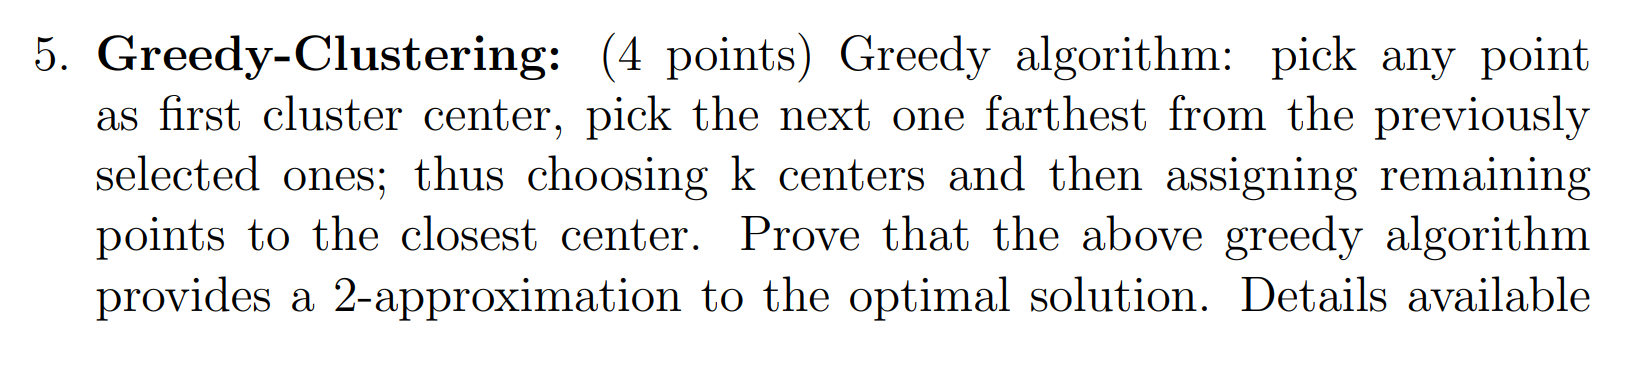 5. Greedy-Clustering: (4 points) Greedy algorithm: pick any point
as first cluster center, pick the next one farthest from the previously
selected ones; thus choosing k centers and then assigning remaining
points to the closest center. Prove that the above greedy algorithm
provides a 2-approximation to the optimal solution. Details available